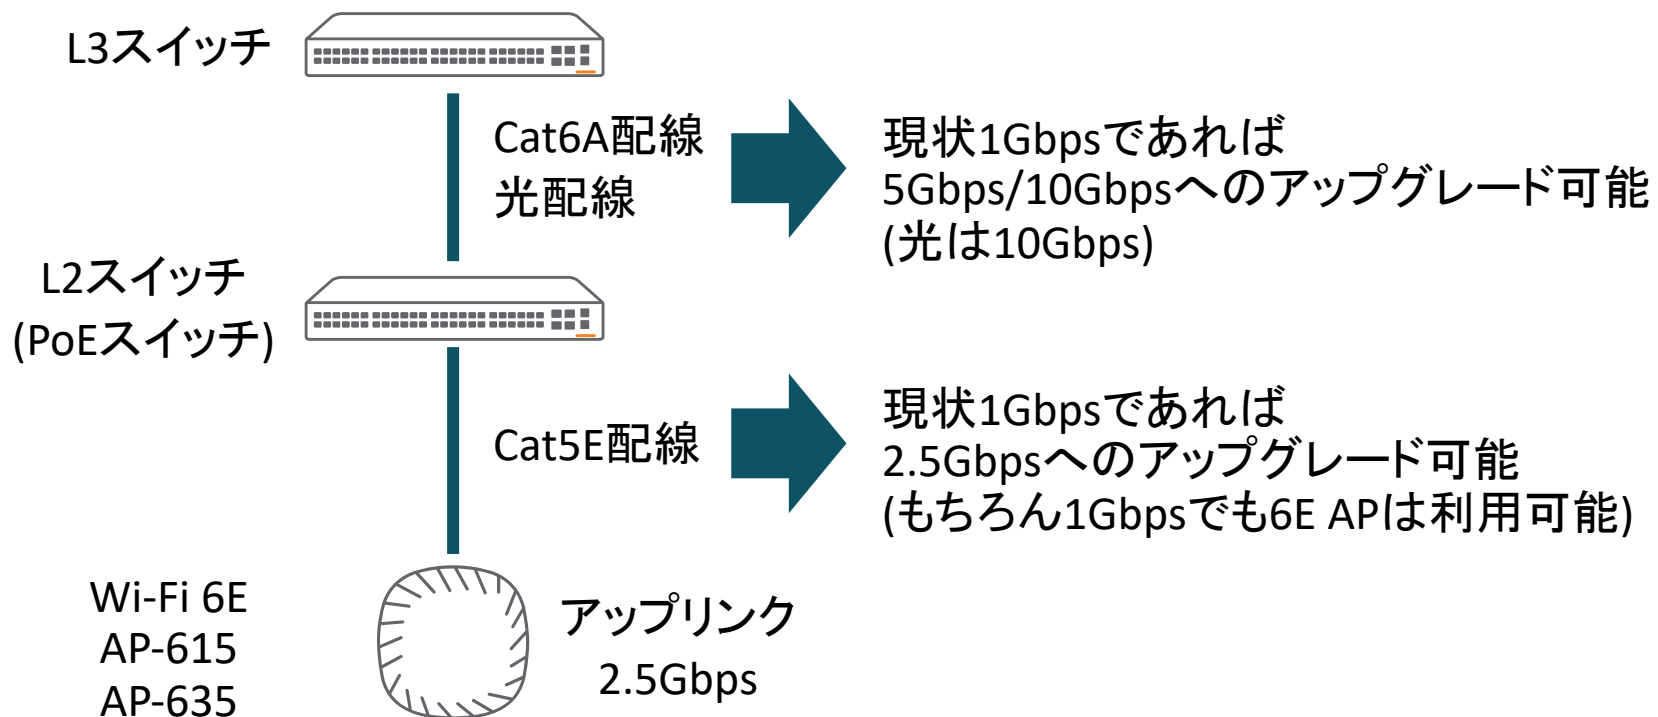 L3スイッチ
Cat6A配線
光配線
現状1Gbpsであれば
5Gbps/10Gbpsへのアップグレード可能
(光は10Gbps)
L2スイッチ
(PoEスイッチ)
Cat5E配線
現状1Gbpsであれば
2.5Gbpsへのアップグレード可能
(もちろん1Gbpsでも6E APは利用可能)
Wi-Fi 6E
AP-615
AP-635
アップリンク
2.5Gbps